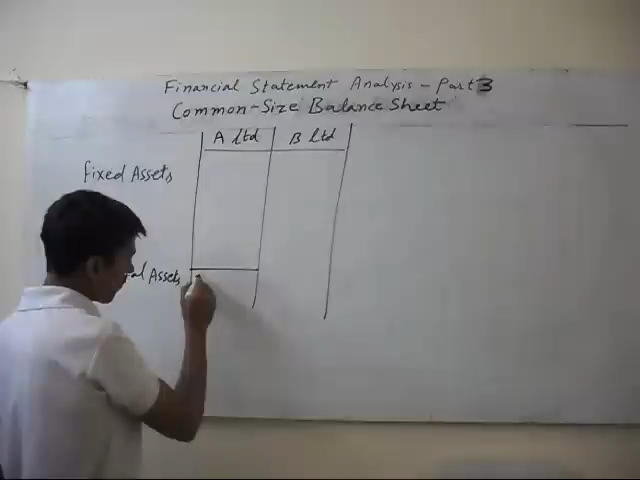 Financial Statement Analysis - Part 3
Common-Size Balance Sheet
A ltd B ltd
Fixed Assets
Assets